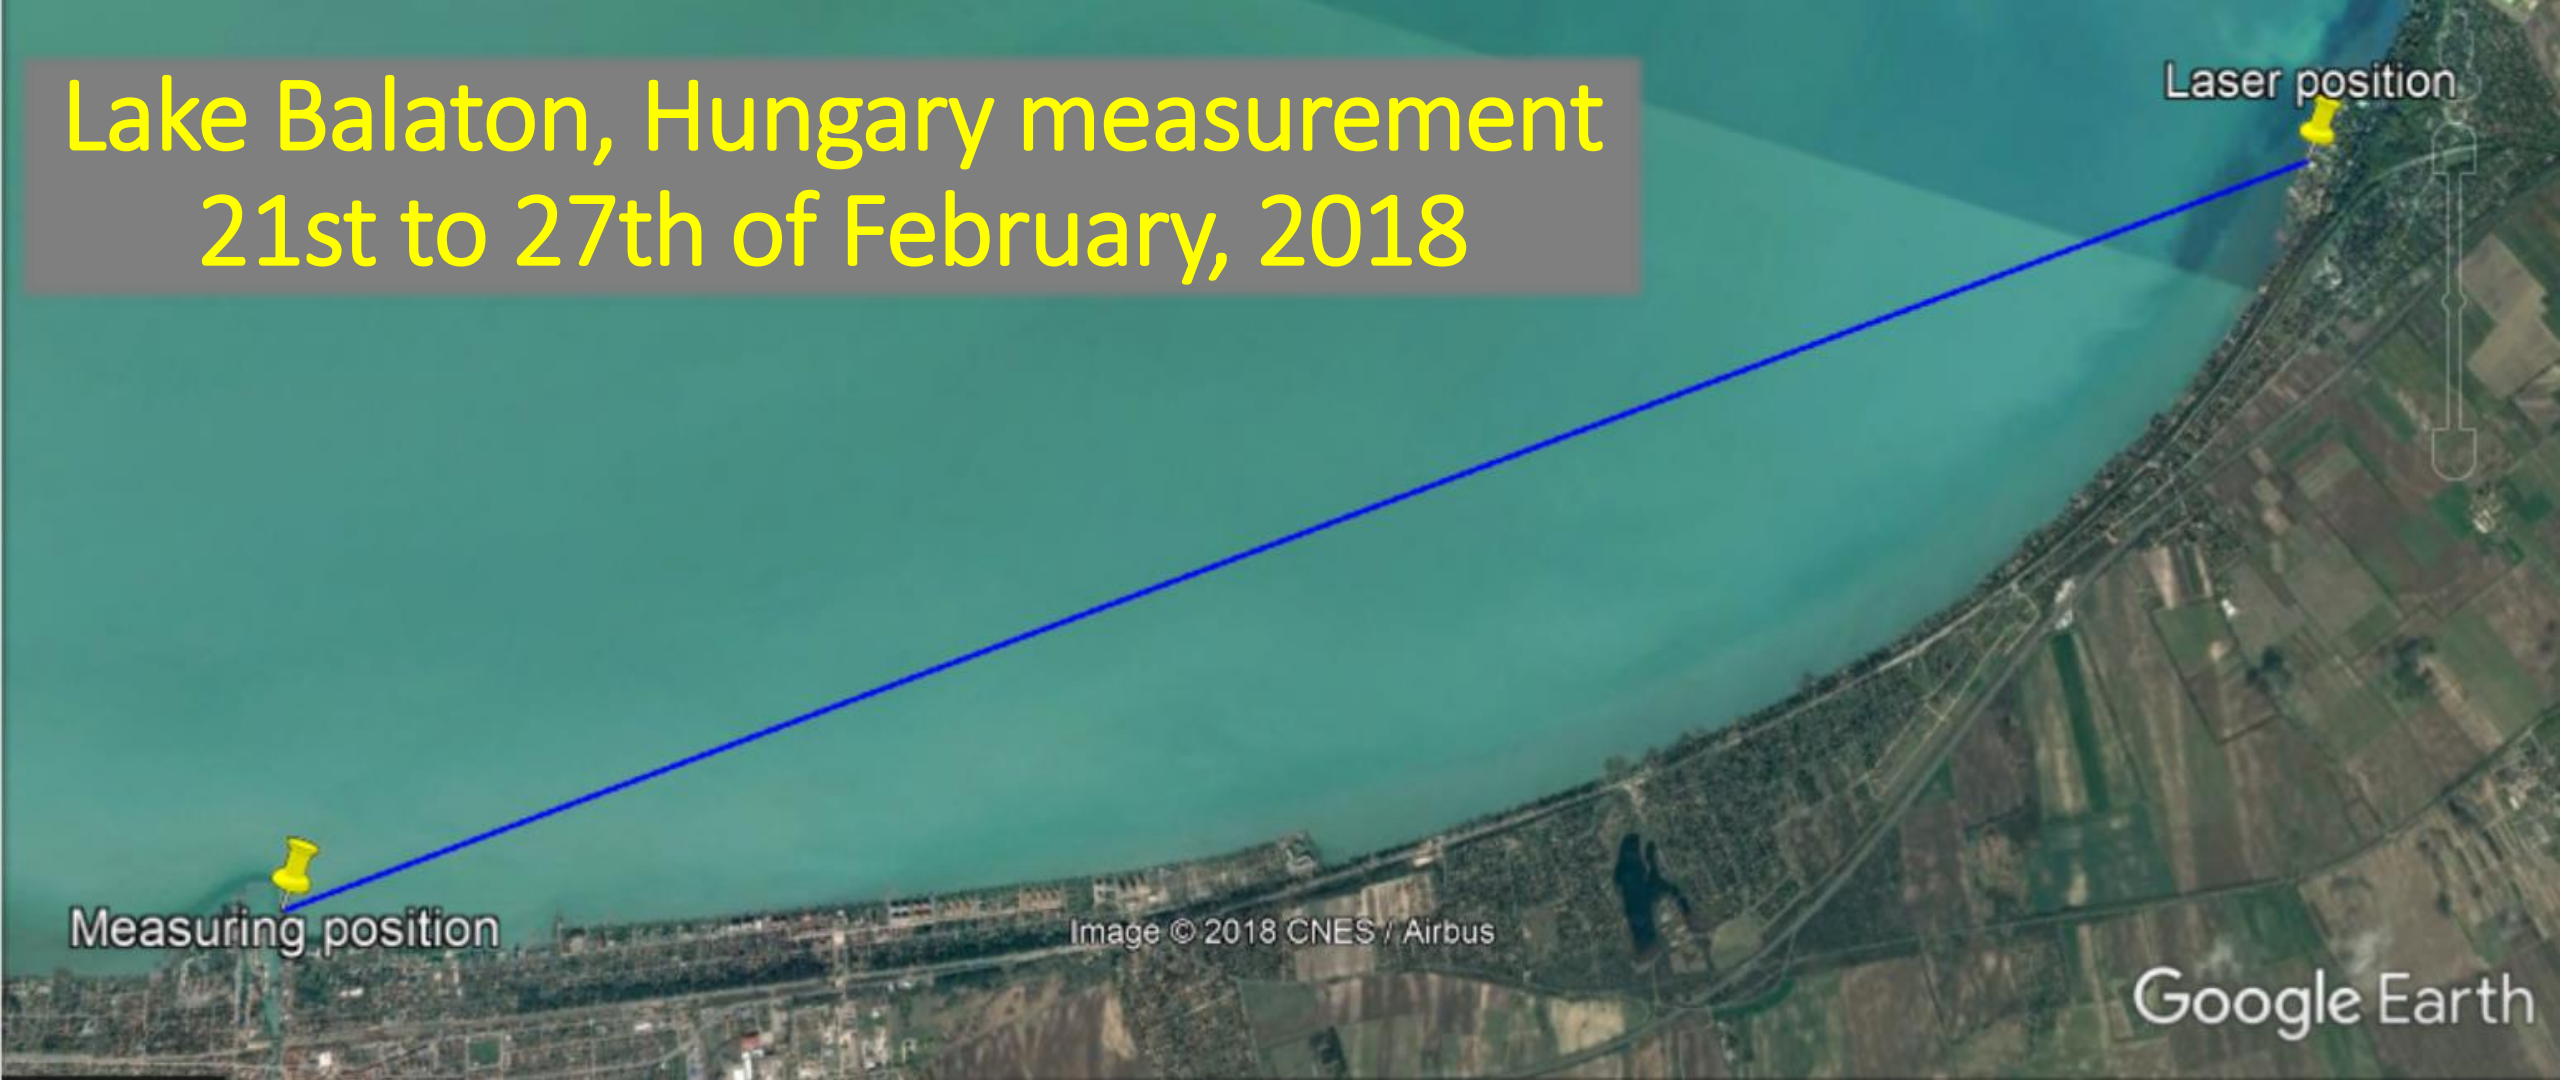 Lake Balaton, Hungary measurement
21st to 27th of February, 2018
Laser position
Measuring position
Image © 2018 CNES / Airbus
Google Earth